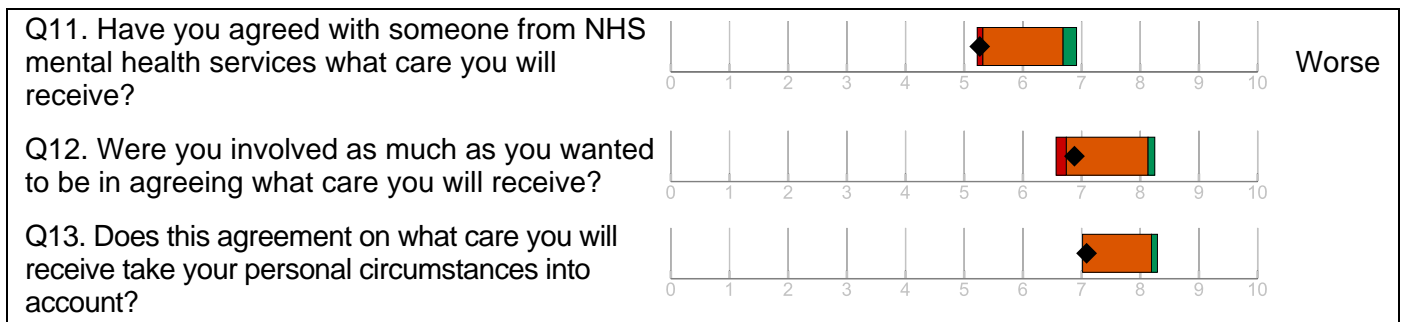 Q11. Have you agreed with someone from NHS
mental health services what care you will
receive?
0 1 2 3 4 5 6 7 8 9 10
Worse
Q12. Were you involved as much as you wanted
to be in agreeing what care you will receive?
0 1 2 3 4 5 6 7 8 9 10
Q13. Does this agreement on what care you will
receive take your personal circumstances into
account?
0 1 2 3 4 5 6 7 8 9 10